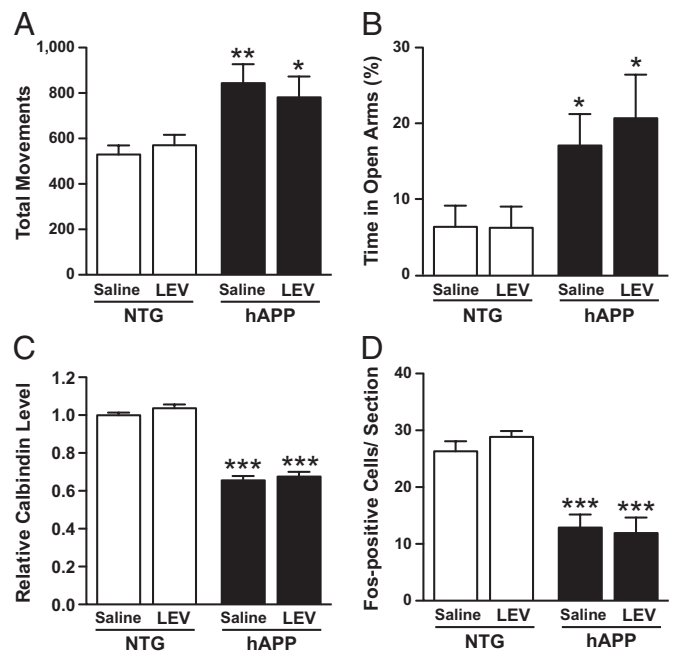 A
Total Movements
1,000
800
600
400
200
0
** *
Saline LEV Saline LEV
NTG hAPP
B
Time in Open Arms (%)
30
20
10
0
* *
Saline LEV Saline LEV
NTG hAPP
C
Relative Calbindin Level
1.2
1.0
0.8
0.6
0.4
0.2
0.0
*** ***
Saline LEV Saline LEV
NTG hAPP
D
Fos-positive Cells/ Section
40
30
20
10
0
*** ***
Saline LEV Saline LEV
NTG hAPP